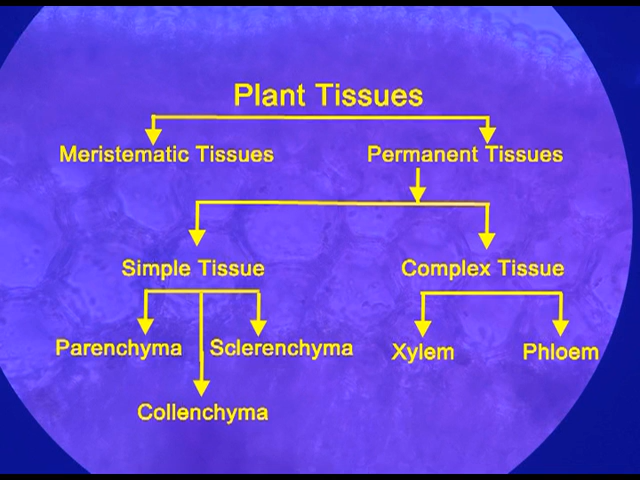 Plant Tissues
Meristematic Tissues
Permanent Tissues
Simple Tissue
Complex Tissue
Parenchyma
Sclerenchyma
Xylem
Phloem
Collenchyma